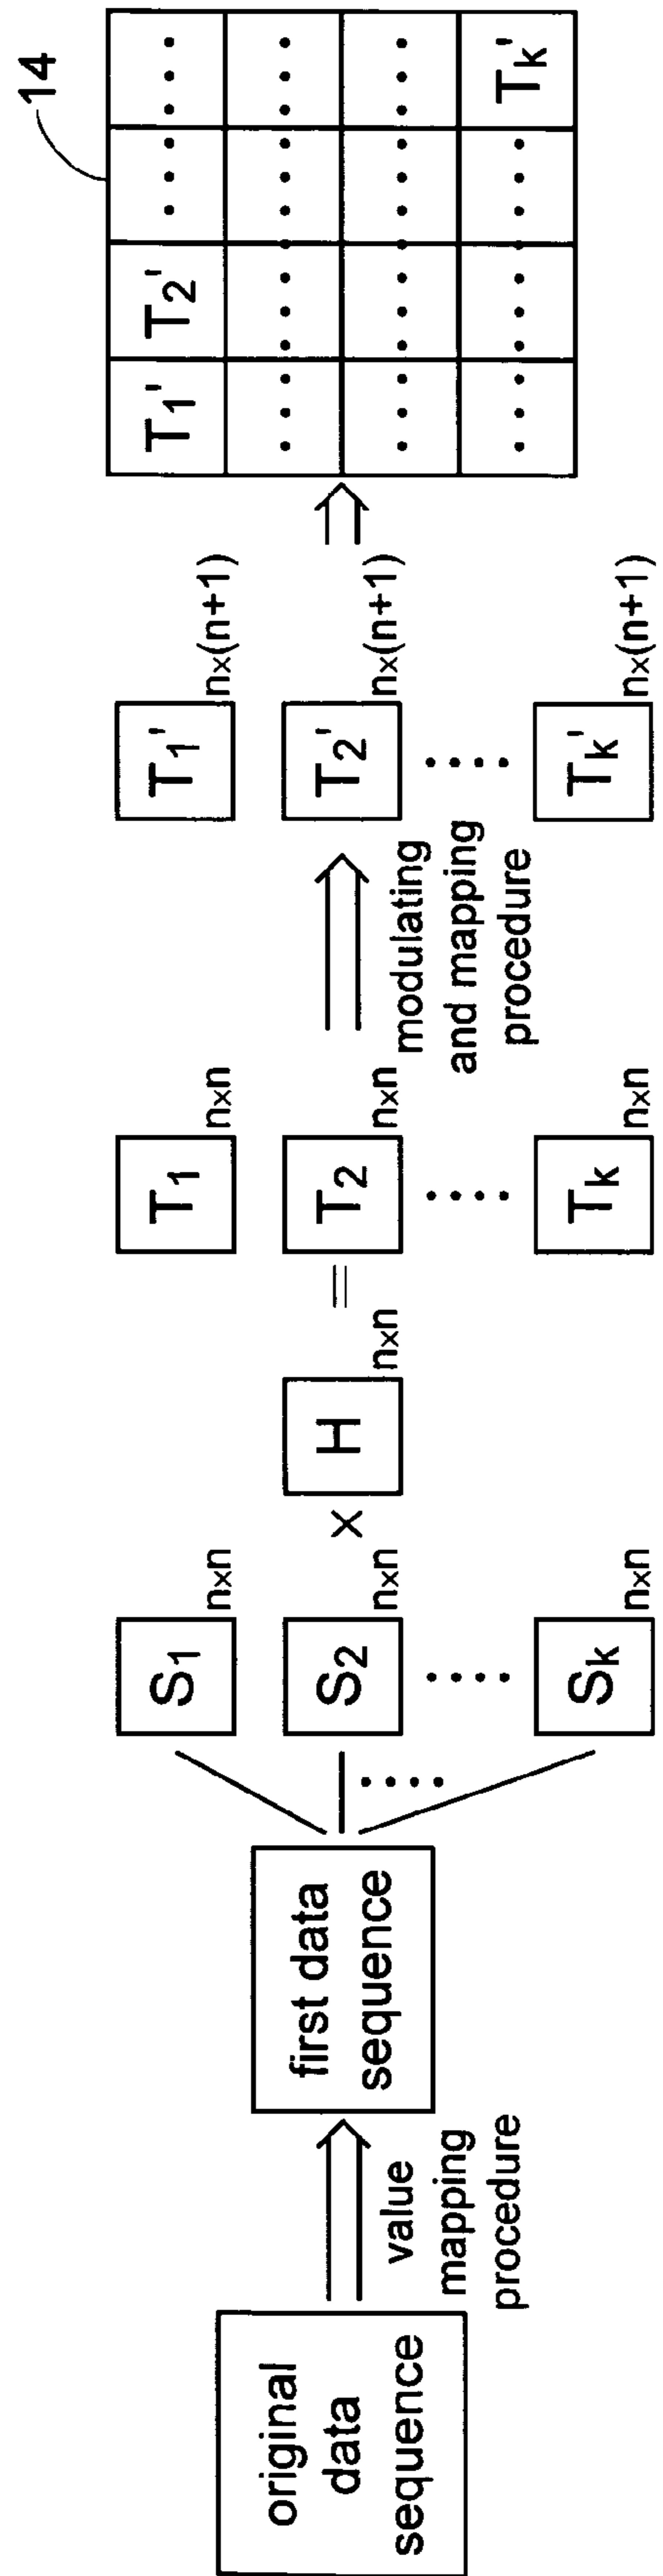 original
data
sequence
value
mapping
procedure
first data
sequence
S1 n×n
S2 n×n
....
....
Sk n×n
× H n×n =
T1 n×n
T2 n×n
....
Tk n×n
modulating
and mapping
procedure
T1' n×(n+1)
T2' n×(n+1)
....
Tk' n×(n+1)
14
T1' T2' ... ...
... ... ... ...
... ... ... ...
... ... ... Tk'